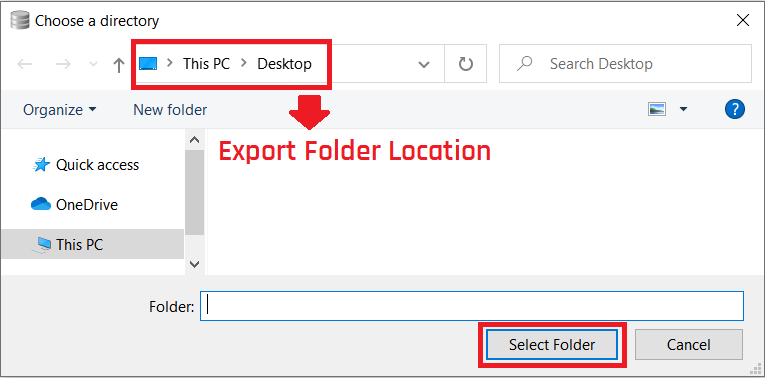 Choose a directory
This PC > Desktop
Search Desktop
Organize
New folder
?
Export Folder Location
Quick access
OneDrive
This PC
Folder:
Select Folder
Cancel